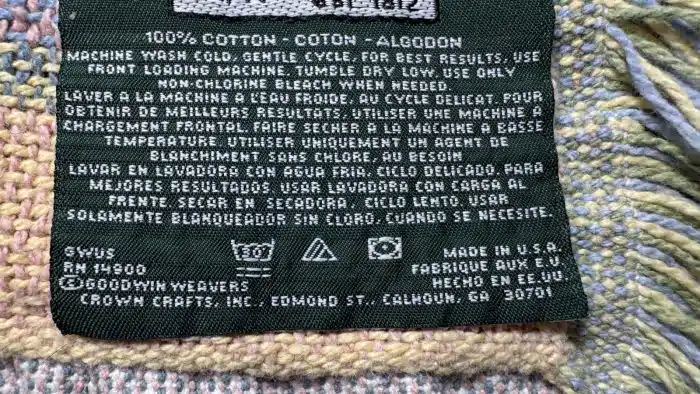 100% COTTON - COTON - ALGODON
MACHINE WASH COLD, GENTLE CYCLE, FOR BEST RESULTS, USE
FRONT LOADING MACHINE. TUMBLE DRY LOW. USE ONLY
NON-CHLORINE BLEACH WHEN NEEDED.
LAVER A LA MACHINE A L'EAU FROIDE, AU CYCLE DELICAT. POUR
OBTENIR DE MEILLEURS RESULTATS, UTILISER UNE MACHINE A
CHARGEMENT FRONTAL. FAIRE SECHER A LA MACHINE A BASSE
TEMPERATURE. UTILISER UNIQUEMENT UN AGENT DE
BLANCHIMENT SANS CHLORE, AU BESOIN
LAVAR EN LAVADORA CON AGUA FRIA, CICLO DELICADO. PARA
MEJORES RESULTADOS, USAR LAVADORA CON CARGA AL
FRENTE. SECAR EN SECADORA, CICLO LENTO. USAR
SOLAMENTE BLANQUEADOR SIN CLORO, CUANDO SE NECESITE.
GWUS
RN 14900
©GOODWIN WEAVERS
30
MADE IN U.S.A.
FABRIQUE AUX E.U.
HECHO EN EE.UU.
CROWN CRAFTS, INC., EDMOND ST., CALHOUN, GA 30701